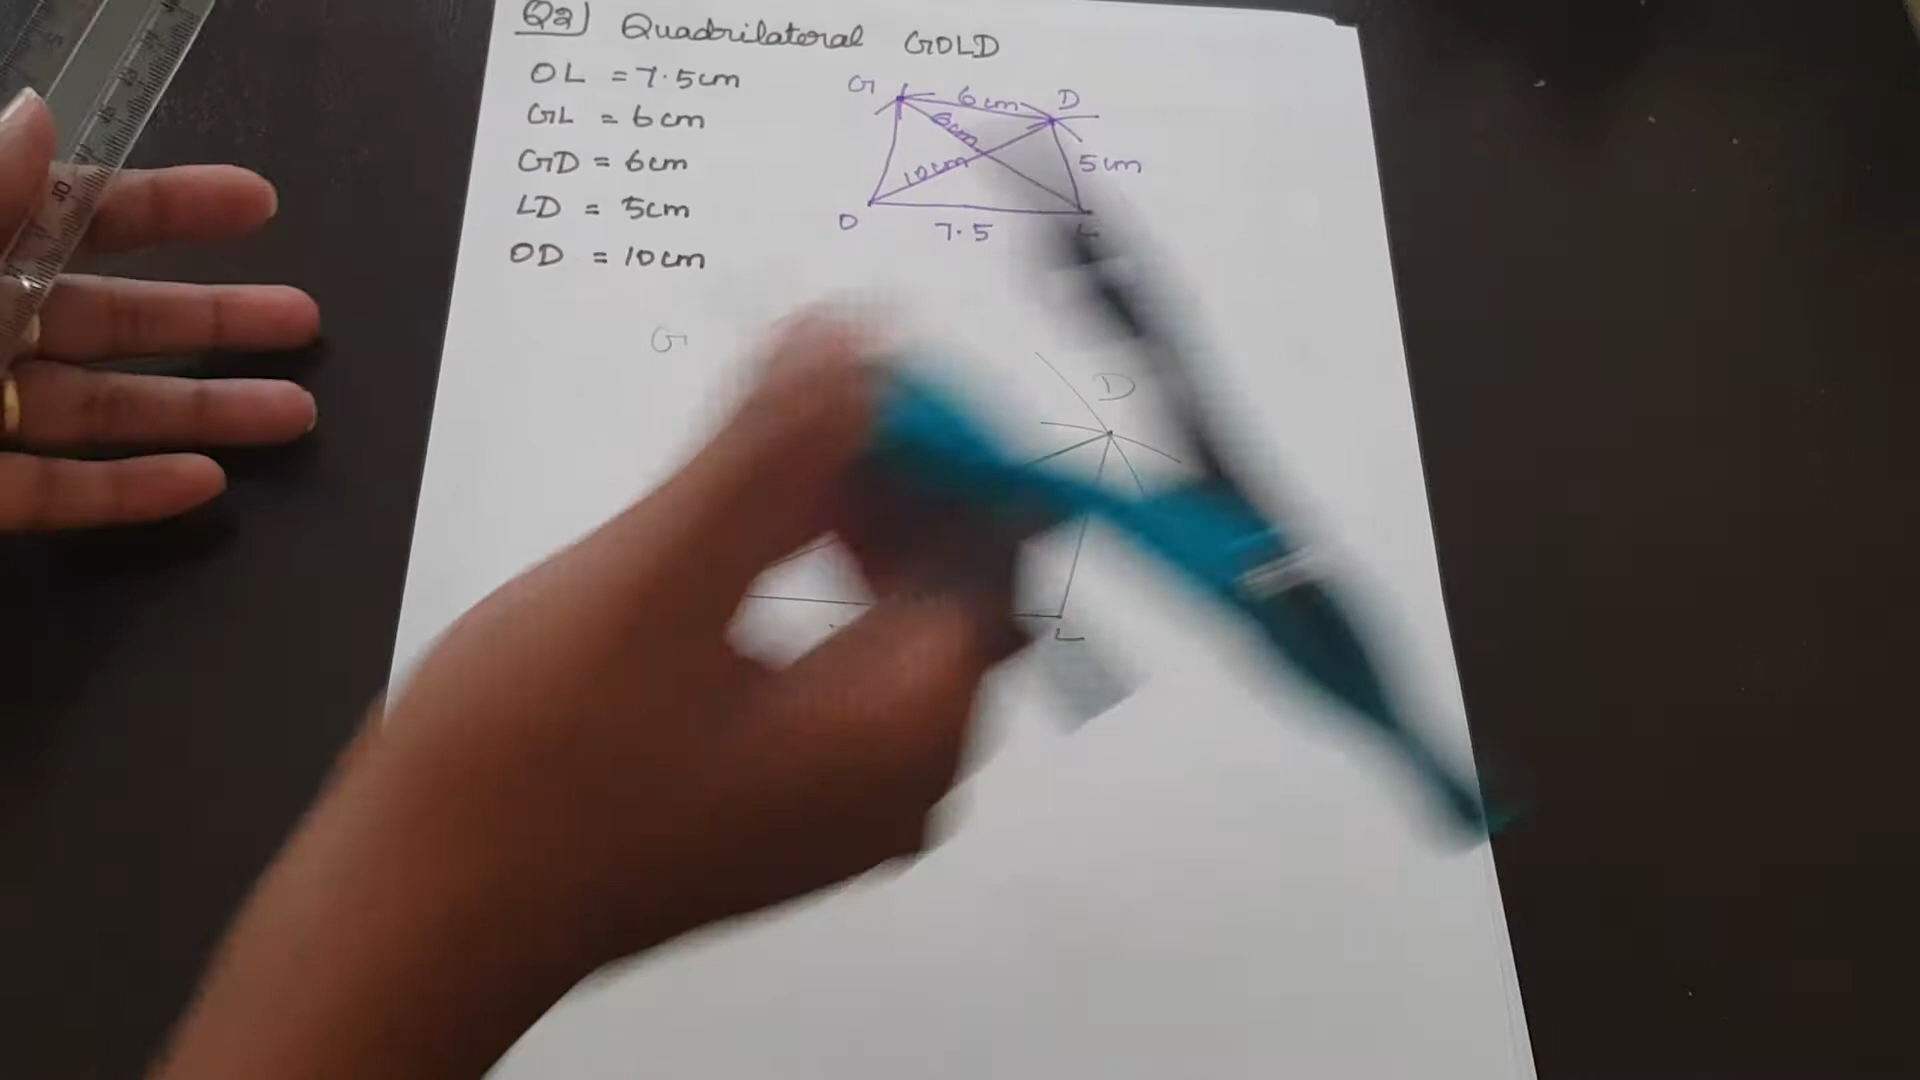 Q2) Quadrilateral GOLD
OL = 7.5cm
GL = 6cm
GD = 6cm
LD = 5cm
OD = 10cm
G 6cm D
6cm
10cm
5cm
O 7.5 L
G
D
L